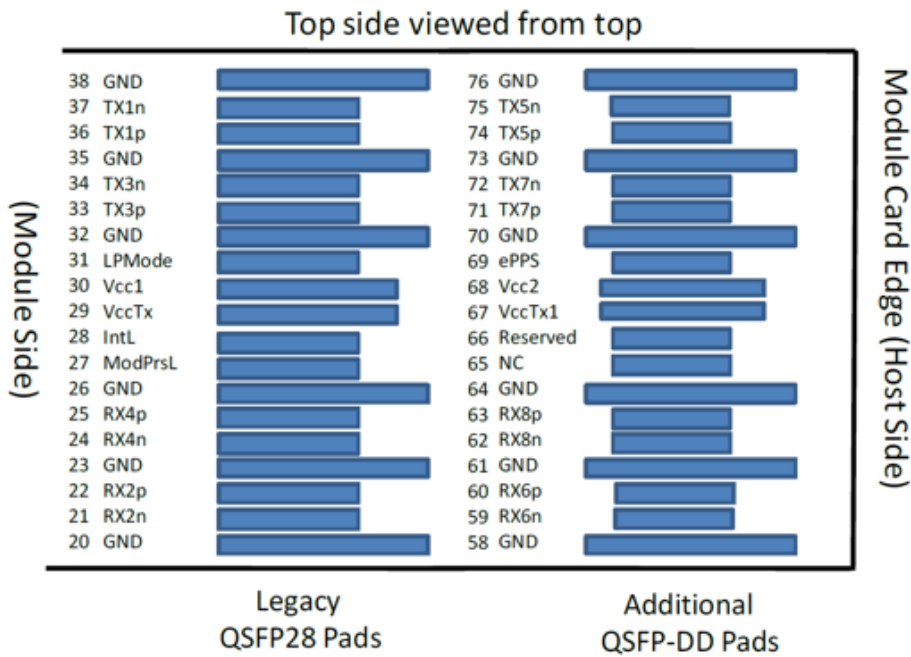 Top side viewed from top
38 GND 76 GND
37 TX1n 75 TX5n
36 TX1p 74 TX5p
35 GND 73 GND
34 TX3n 72 TX7n
33 TX3p 71 TX7p
32 GND 70 GND
31 LPMode 69 ePPS
30 Vcc1 68 Vcc2
29 VccTx 67 VccTx1
28 IntL 66 Reserved
27 ModPrsL 65 NC
26 GND 64 GND
25 RX4p 63 RX8p
24 RX4n 62 RX8n
23 GND 61 GND
22 RX2p 60 RX6p
21 RX2n 59 RX6n
20 GND 58 GND
(Module Side)
Module Card Edge (Host Side)
Legacy
QSFP28 Pads
Additional
QSFP-DD Pads